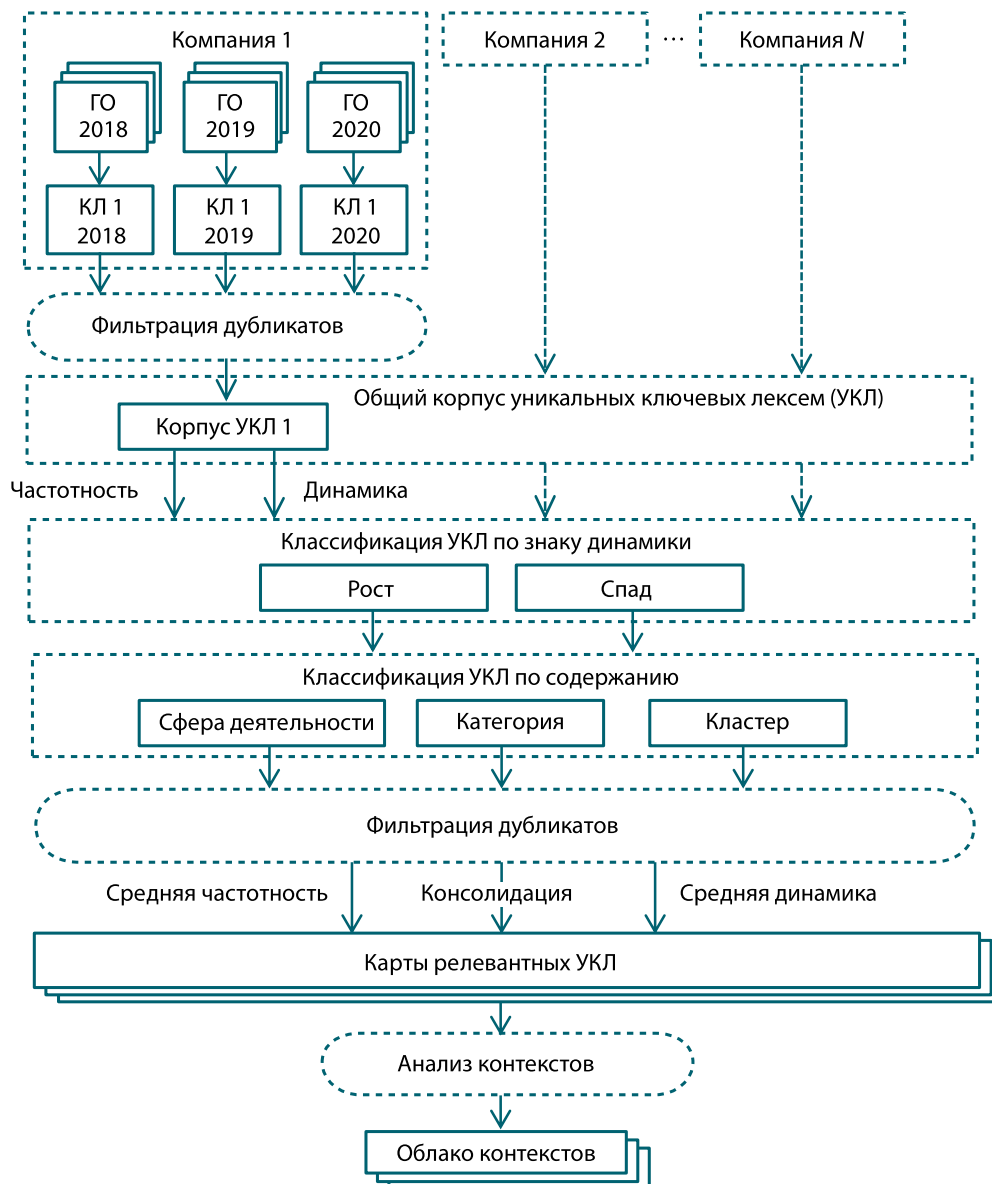 Компания 1
Компания 2
...
Компания N
ГО
2018
ГО
2019
ГО
2020
КЛ 1
2018
КЛ 1
2019
КЛ 1
2020
Фильтрация дубликатов
Общий корпус уникальных ключевых лексем (УКЛ)
Корпус УКЛ 1
Частотность
Динамика
Классификация УКЛ по знаку динамики
Рост
Спад
Классификация УКЛ по содержанию
Сфера деятельности
Категория
Кластер
Фильтрация дубликатов
Средняя частотность
Консолидация
Средняя динамика
Карты релевантных УКЛ
Анализ контекстов
Облако контекстов